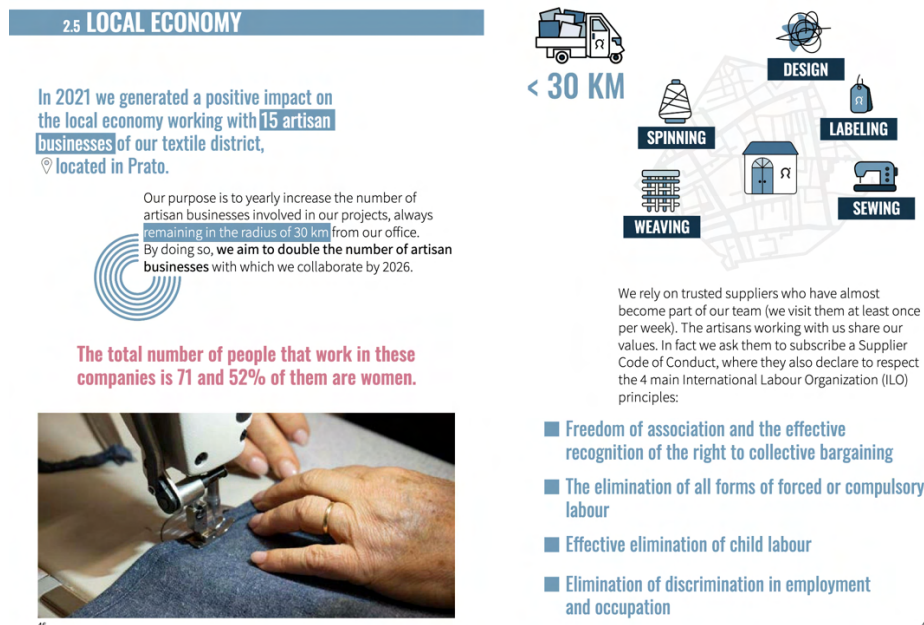 2.5 LOCAL ECONOMY
In 2021 we generated a positive impact on
the local economy working with 15 artisan
businesses of our textile district,
located in Prato.
Our purpose is to yearly increase the number of
artisan businesses involved in our projects, always
remaining in the radius of 30 km from our office.
By doing so, we aim to double the number of artisan
businesses with which we collaborate by 2026.
The total number of people that work in these
companies is 71 and 52% of them are women.
< 30 KM
DESIGN
SPINNING
LABELING
WEAVING
SEWING
We rely on trusted suppliers who have almost
become part of our team (we visit them at least once
per week). The artisans working with us share our
values. In fact we ask them to subscribe a Supplier
Code of Conduct, where they also declare to respect
the 4 main International Labour Organization (ILO)
principles:
Freedom of association and the effective
recognition of the right to collective bargaining
The elimination of all forms of forced or compulsory
labour
Effective elimination of child labour
Elimination of discrimination in employment
and occupation